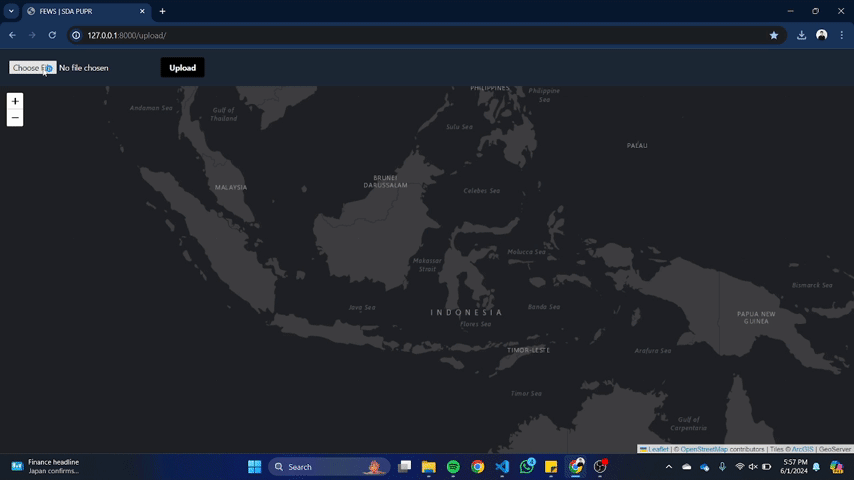 FEWS | SDA PUPR
127.0.0.1:8000/upload/
Choose File No file chosen
Upload
+
−
PHILIPPINES
Philippine
Sea
Andaman Sea
Gulf of
Thailand
Sulu Sea
PALAU
BRUNEI
DARUSSALAM
MALAYSIA
Celebes Sea
Molucca Sea
Makassar
Strait
Bismarck Sea
Java Sea
INDONESIA
Banda Sea
Flores Sea
PAPUA NEW
GUINEA
TIMOR-LESTE
Arafura Sea
Timor Sea
Gulf of
Carpentaria
Leaflet | © OpenStreetMap contributors | Tiles © ArcGIS | GeoServer
Finance headline
Japan confirms...
Search
5:57 PM
6/1/2024